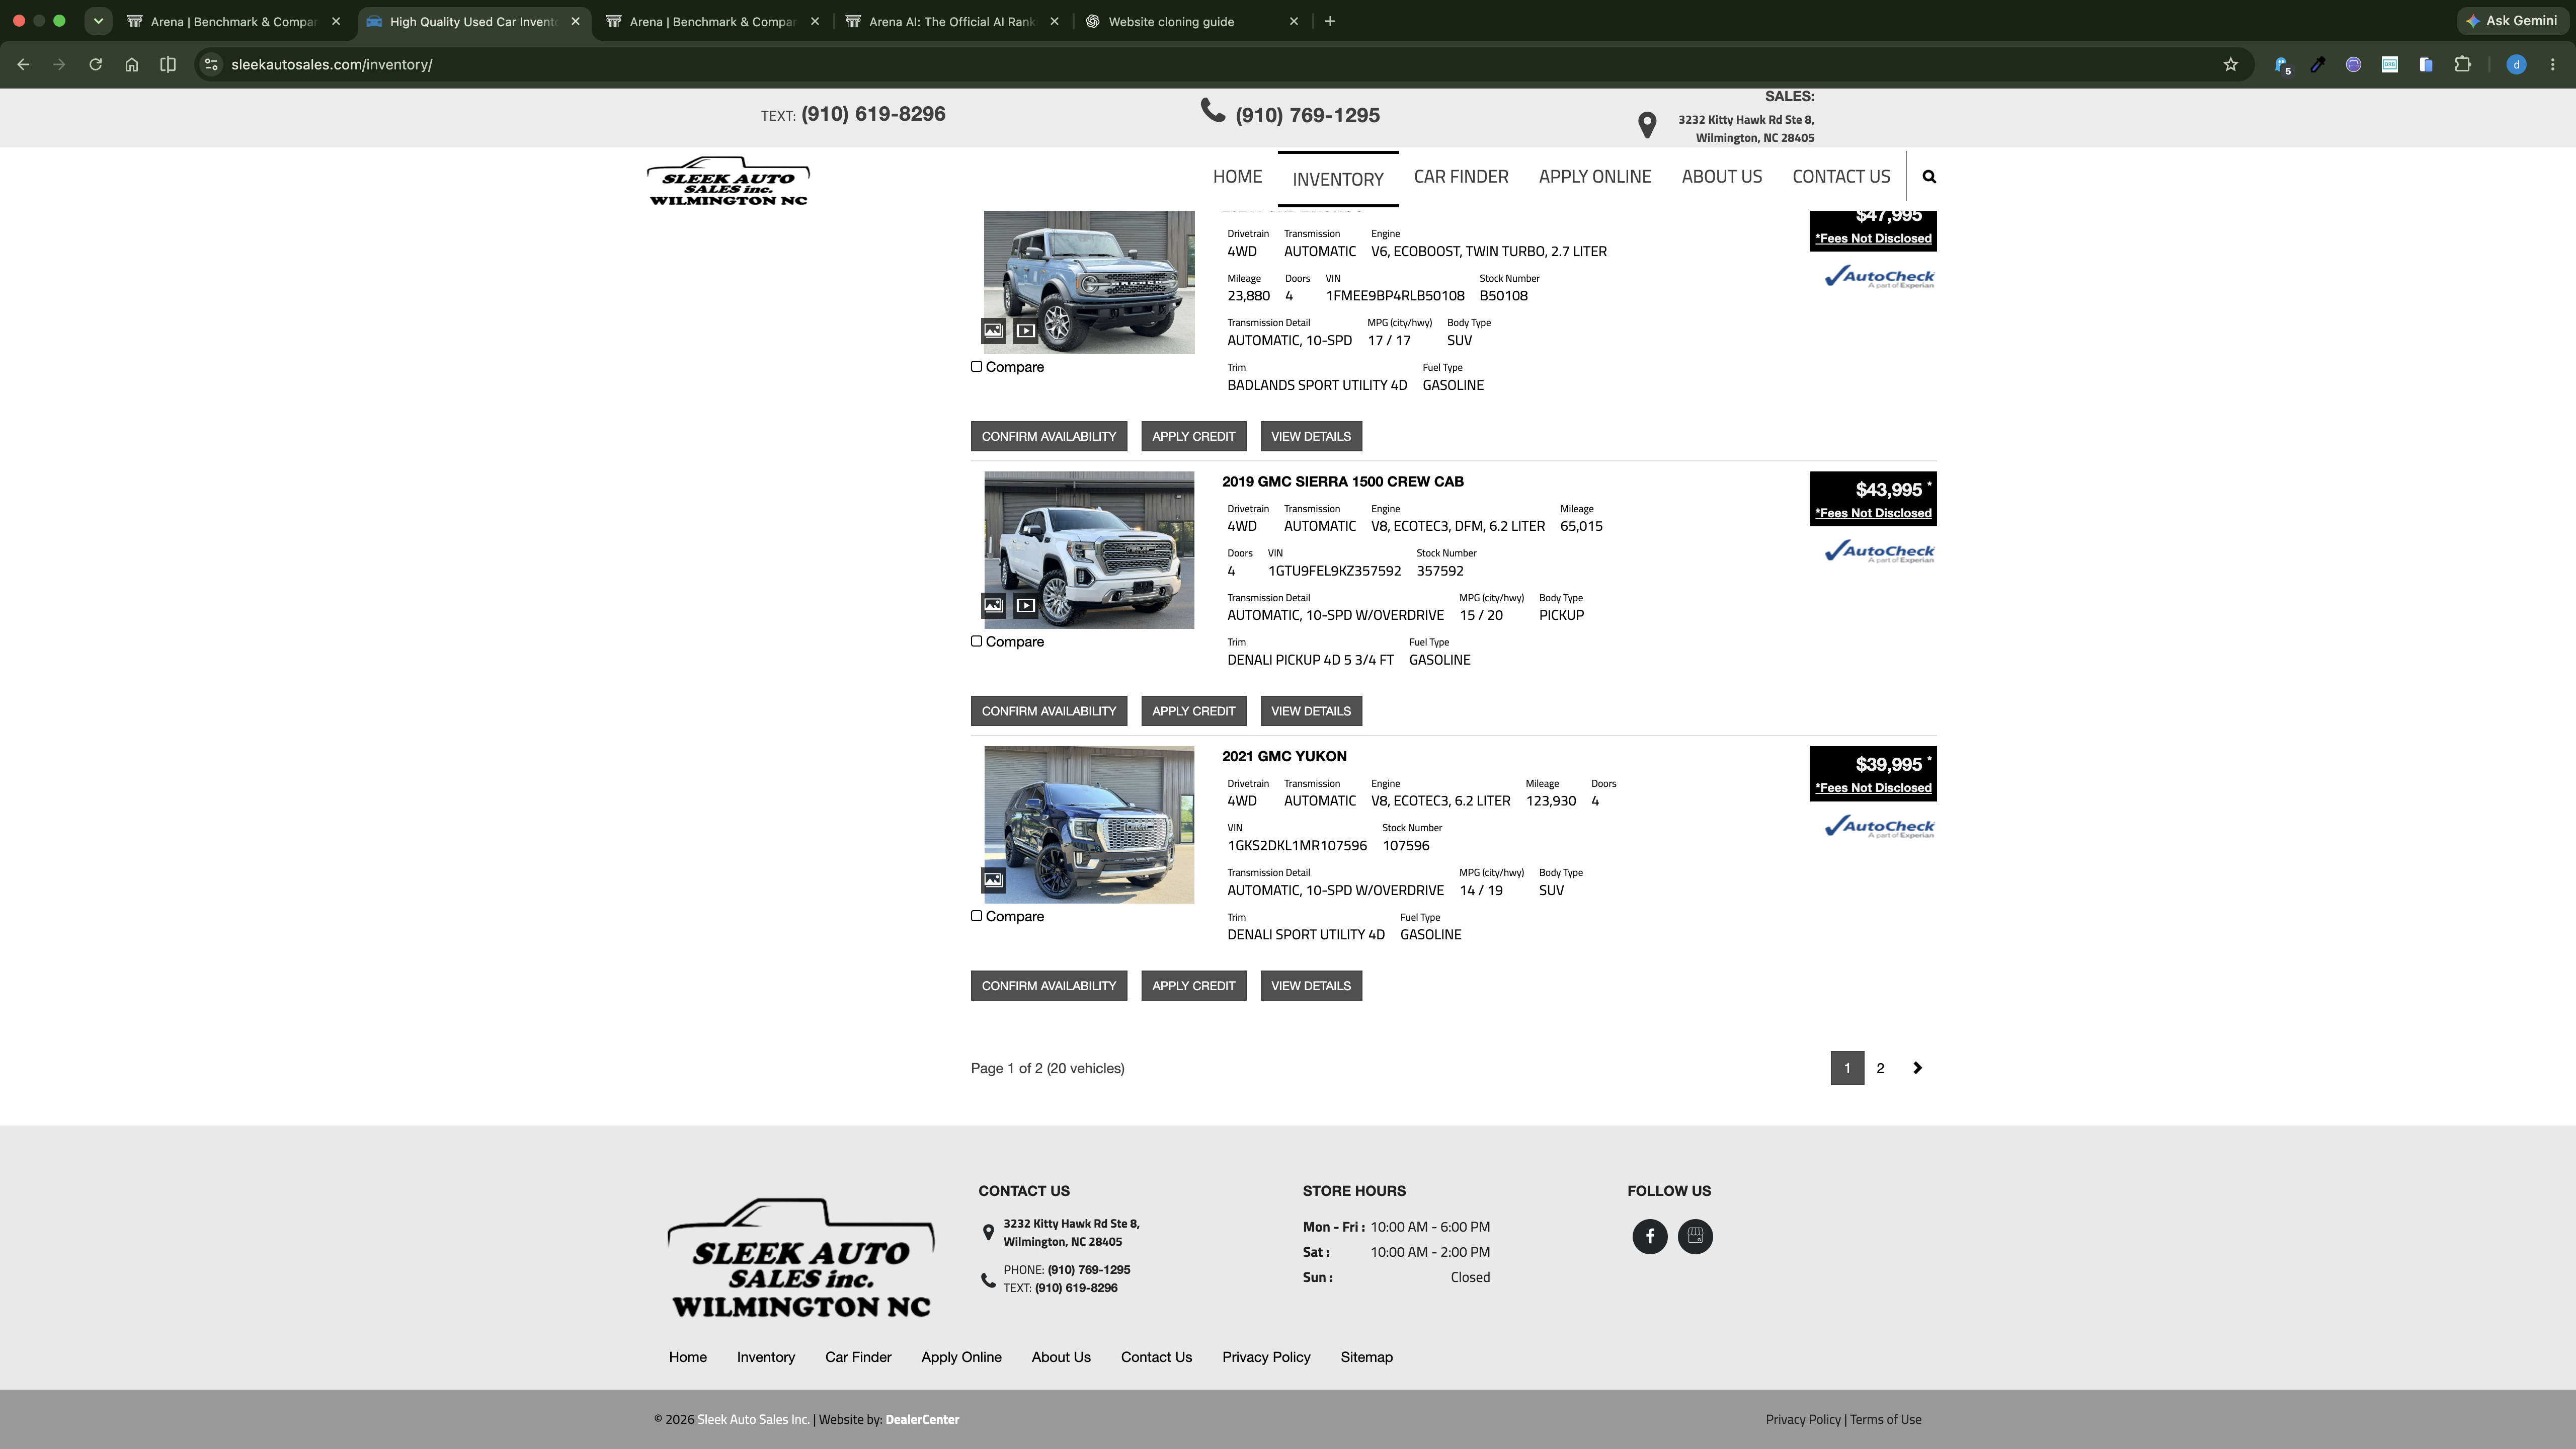 Arena | Benchmark & Compar
High Quality Used Car Invent
Arena | Benchmark & Compar
Arena AI: The Official AI Rank
Website cloning guide
Ask Gemini
sleekautosales.com/inventory/
5
d
TEXT: (910) 619-8296
(910) 769-1295
SALES:
3232 Kitty Hawk Rd Ste 8,
Wilmington, NC 28405
SLEEK AUTO
SALES inc.
WILMINGTON NC
HOME
INVENTORY
CAR FINDER
APPLY ONLINE
ABOUT US
CONTACT US
$47,995
*Fees Not Disclosed
AutoCheck
A part of Experian
Drivetrain Transmission Engine
4WD AUTOMATIC V6, ECOBOOST, TWIN TURBO, 2.7 LITER
Mileage Doors VIN Stock Number
23,880 4 1FMEE9BP4RLB50108 B50108
Transmission Detail MPG (city/hwy) Body Type
AUTOMATIC, 10-SPD 17 / 17 SUV
Trim Fuel Type
BADLANDS SPORT UTILITY 4D GASOLINE
Compare
CONFIRM AVAILABILITY
APPLY CREDIT
VIEW DETAILS
2019 GMC SIERRA 1500 CREW CAB
$43,995 *
*Fees Not Disclosed
AutoCheck
A part of Experian
Drivetrain Transmission Engine Mileage
4WD AUTOMATIC V8, ECOTEC3, DFM, 6.2 LITER 65,015
Doors VIN Stock Number
4 1GTU9FEL9KZ357592 357592
Transmission Detail MPG (city/hwy) Body Type
AUTOMATIC, 10-SPD W/OVERDRIVE 15 / 20 PICKUP
Trim Fuel Type
DENALI PICKUP 4D 5 3/4 FT GASOLINE
Compare
CONFIRM AVAILABILITY
APPLY CREDIT
VIEW DETAILS
2021 GMC YUKON
$39,995 *
*Fees Not Disclosed
AutoCheck
A part of Experian
Drivetrain Transmission Engine Mileage Doors
4WD AUTOMATIC V8, ECOTEC3, 6.2 LITER 123,930 4
VIN Stock Number
1GKS2DKL1MR107596 107596
Transmission Detail MPG (city/hwy) Body Type
AUTOMATIC, 10-SPD W/OVERDRIVE 14 / 19 SUV
Trim Fuel Type
DENALI SPORT UTILITY 4D GASOLINE
Compare
CONFIRM AVAILABILITY
APPLY CREDIT
VIEW DETAILS
Page 1 of 2 (20 vehicles)
1 2
SLEEK AUTO
SALES inc.
WILMINGTON NC
CONTACT US
3232 Kitty Hawk Rd Ste 8,
Wilmington, NC 28405
PHONE: (910) 769-1295
TEXT: (910) 619-8296
STORE HOURS
Mon - Fri : 10:00 AM - 6:00 PM
Sat : 10:00 AM - 2:00 PM
Sun : Closed
FOLLOW US
Home
Inventory
Car Finder
Apply Online
About Us
Contact Us
Privacy Policy
Sitemap
© 2026 Sleek Auto Sales Inc. | Website by: DealerCenter
Privacy Policy | Terms of Use